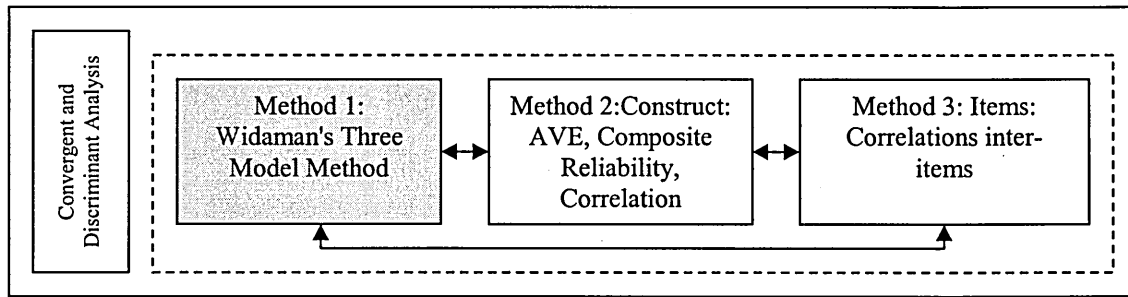 Convergent and
Discriminant Analysis
Method 1:
Widaman's Three
Model Method
Method 2:Construct:
AVE, Composite
Reliability,
Correlation
Method 3: Items:
Correlations inter-
items